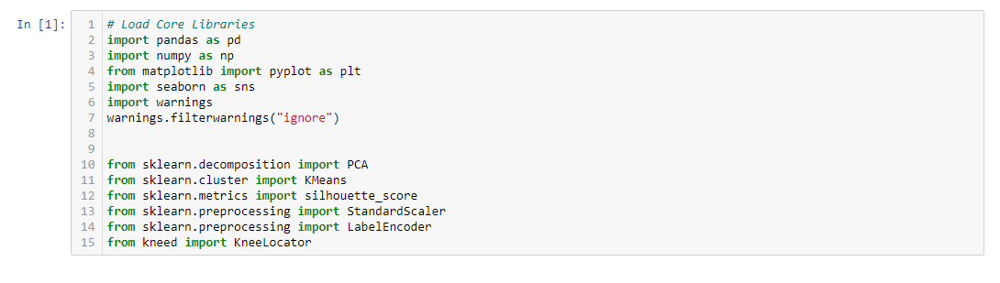 In [1]:
1 # Load Core Libraries
2 import pandas as pd
3 import numpy as np
4 from matplotlib import pyplot as plt
5 import seaborn as sns
6 import warnings
7 warnings.filterwarnings("ignore")
8
9
10 from sklearn.decomposition import PCA
11 from sklearn.cluster import KMeans
12 from sklearn.metrics import silhouette_score
13 from sklearn.preprocessing import StandardScaler
14 from sklearn.preprocessing import LabelEncoder
15 from kneed import KneeLocator